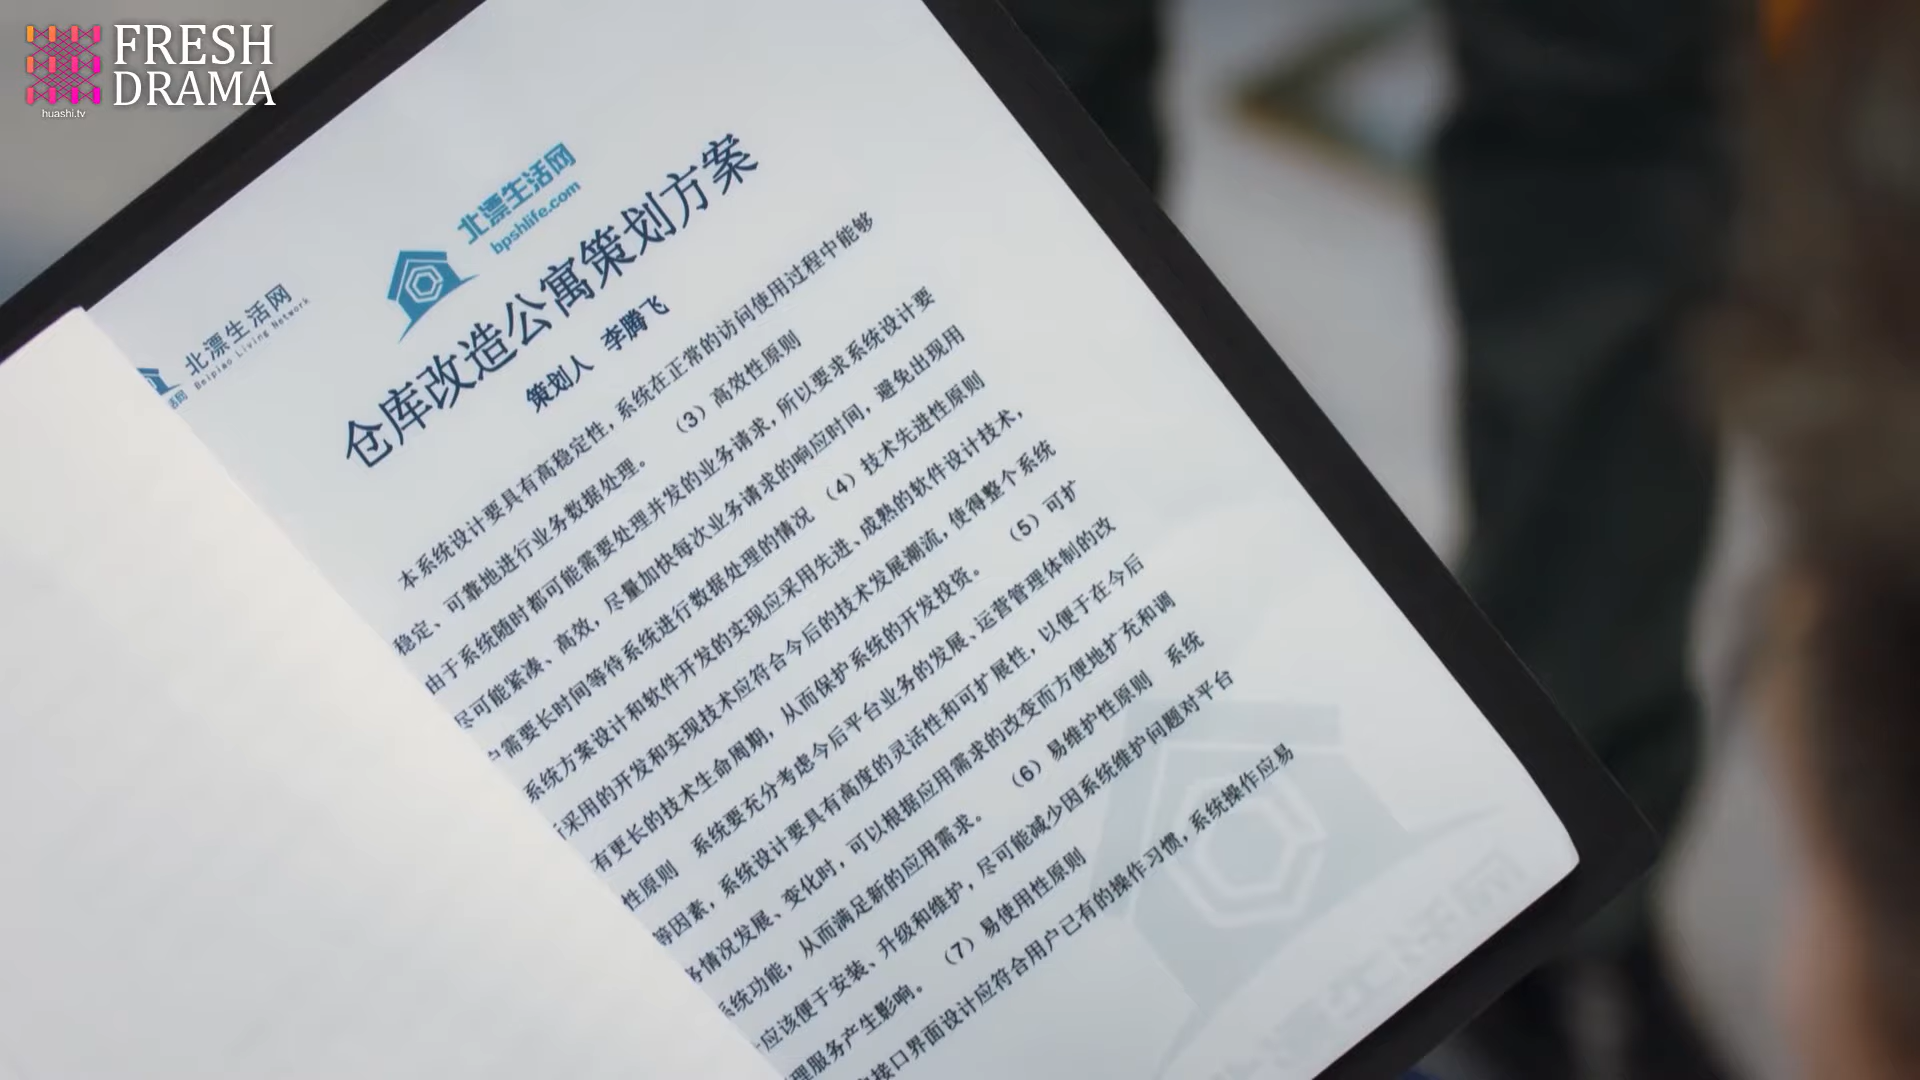 FRESH
DRAMA
huashi.tv
北漂生活网
Beipiao Living Network
活网
北漂生活网
bpshlife.com
仓库改造公寓策划方案
策划人 李腾飞
本系统设计要具有高稳定性，系统在正常的访问使用过程中能够
稳定、可靠地进行业务数据处理。 （3）高效性原则
由于系统随时都可能需要处理并发的业务请求，所以要求系统设计要
尽可能紧凑、高效，尽量加快每次业务请求的响应时间，避免出现用
需要长时间等待系统进行数据处理的情况 （4）技术先进性原则
系统方案设计和软件开发的实现应采用先进、成熟的软件设计技术，
采用的开发和实现技术应符合今后的技术发展潮流，使得整个系统
有更长的技术生命周期，从而保护系统的开发投资。 （5）可扩
性原则 系统要充分考虑今后平台业务的发展、运营管理体制的改
等因素，系统设计要具有高度的灵活性和可扩展性，以便于在今后
务情况发展、变化时，可以根据应用需求的改变而方便地扩充和调
系统功能，从而满足新的应用需求。 （6）易维护性原则 系统
应该便于安装、升级和维护，尽可能减少因系统维护问题对平台
理服务产生影响。 （7）易使用性原则
接口界面设计应符合用户已有的操作习惯，系统操作应易